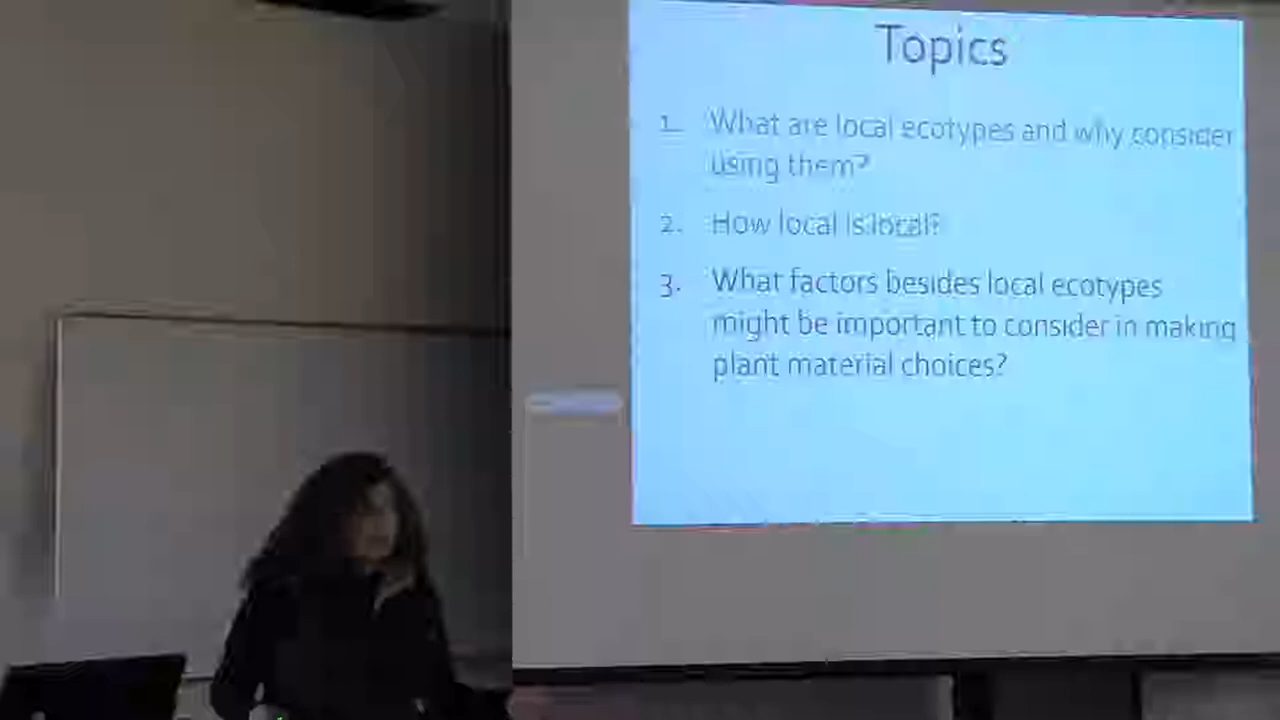 Topics
1. What are local ecotypes and why consider
using them?
2. How local is local?
3. What factors besides local ecotypes
might be important to consider in making
plant material choices?